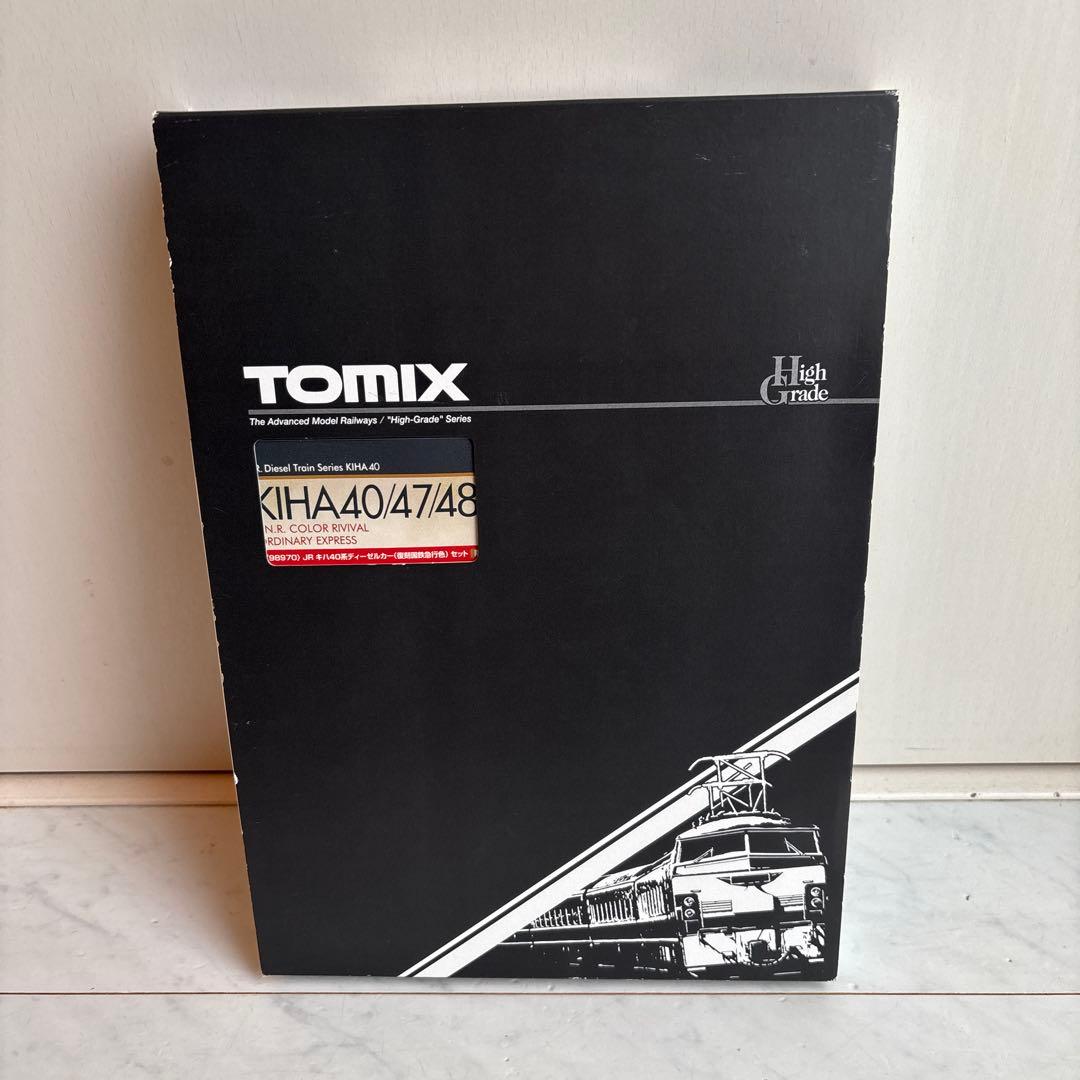 TOMIX
High
Grade
The Advanced Model Railways / "High-Grade" Series
. Diesel Train Series KIHA 40
KIHA40/47/48
.N.R. COLOR RIVIVAL
ORDINARY EXPRESS
〈98970〉 JR キハ40系ディーゼルカー(復刻国鉄急行色) セット